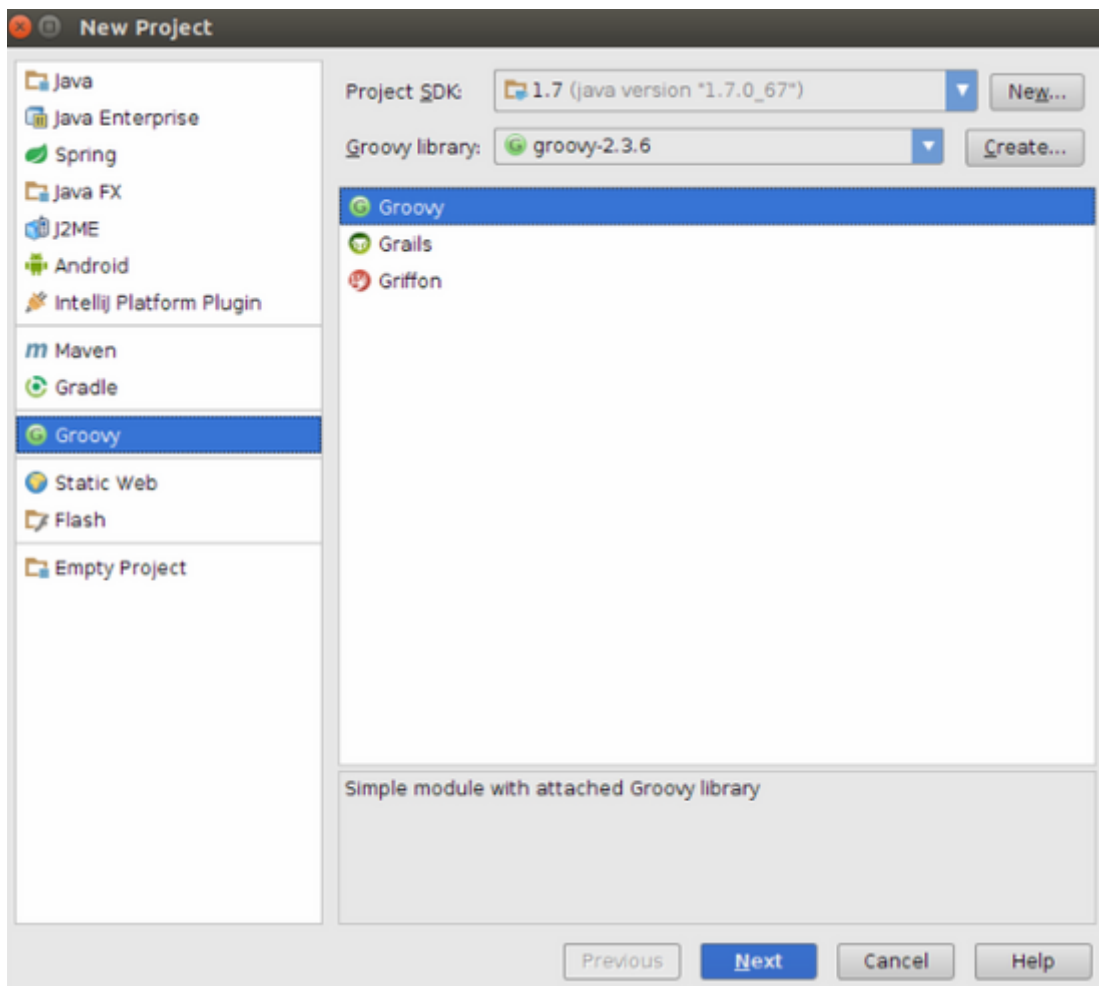 New Project
Java
Java Enterprise
Spring
Java FX
J2ME
Android
IntelliJ Platform Plugin
m Maven
Gradle
Groovy
Static Web
Flash
Empty Project
Project SDK: 1.7 (java version "1.7.0_67") New...
Groovy library: groovy-2.3.6 Create...
Groovy
Grails
Griffon
Simple module with attached Groovy library
Previous Next Cancel Help